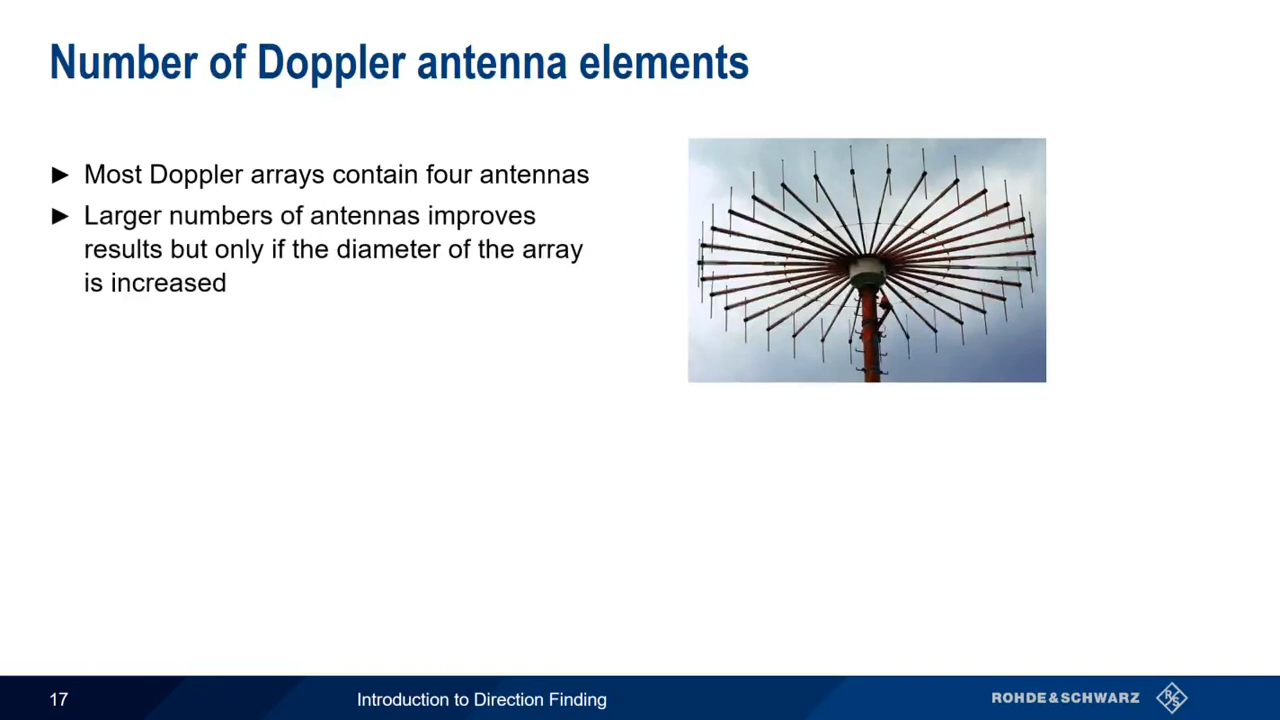 Number of Doppler antenna elements
► Most Doppler arrays contain four antennas
► Larger numbers of antennas improves
results but only if the diameter of the array
is increased
17
Introduction to Direction Finding
ROHDE&SCHWARZ
R&S